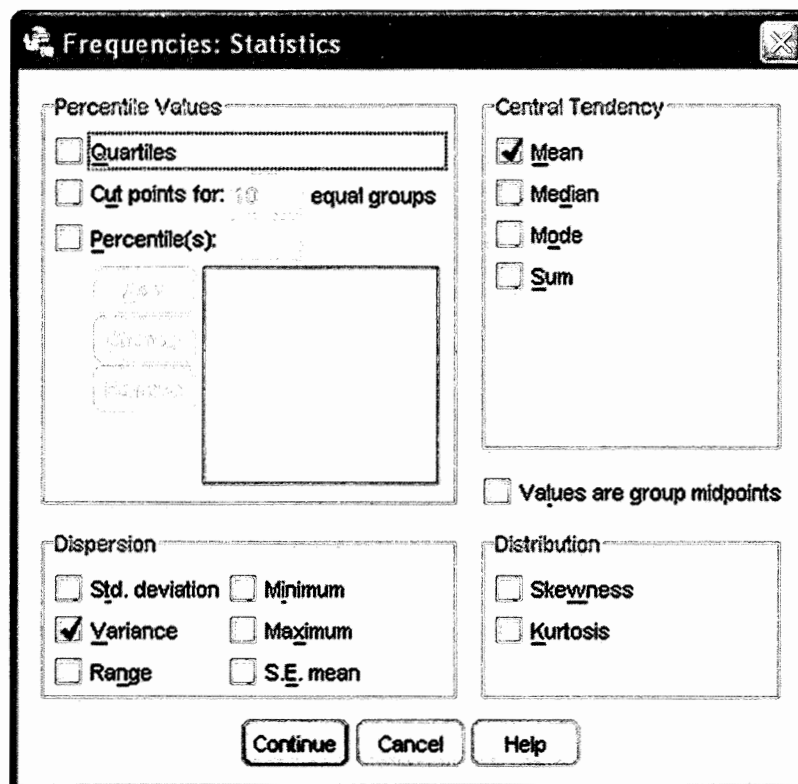 Frequencies: Statistics
Percentile Values
Quartiles
Cut points for: 10 equal groups
Percentile(s):
Central Tendency
Mean
Median
Mode
Sum
Values are group midpoints
Dispersion
Std. deviation
Minimum
Variance
Maximum
Range
S.E. mean
Distribution
Skewness
Kurtosis
Continue
Cancel
Help